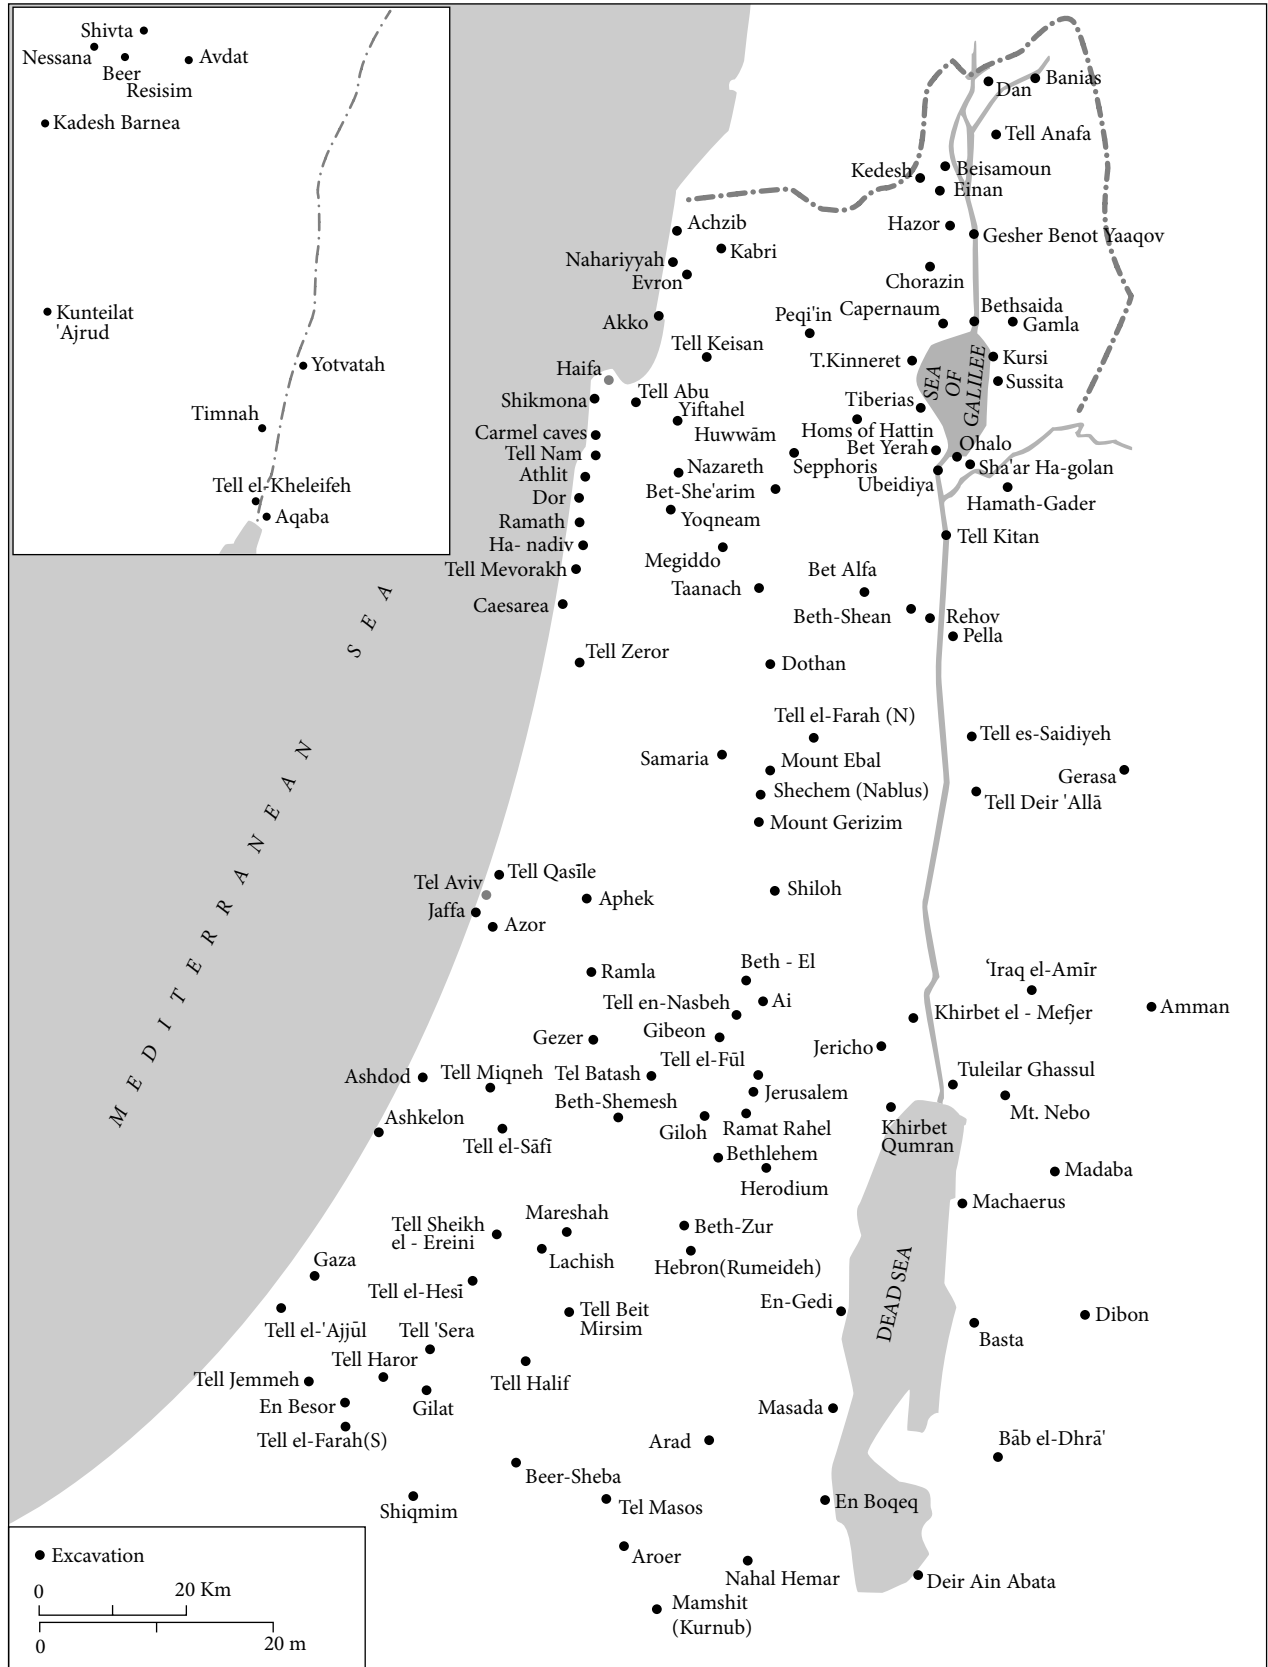 Shivta
Nessana
Beer
Resisim
Avdat
Kadesh Barnea
Kunteilat
'Ajrud
Yotvatah
Timnah
Tell el-Kheleifeh
Aqaba
Dan
Banias
Tell Anafa
Kedesh
Beisamoun
Einan
Achzib
Hazor
Gesher Benot Yaaqov
Kabri
Nahariyyah
Evron
Chorazin
Akko
Peqi'in
Capernaum
Bethsaida
Gamla
Tell Keisan
T.Kinneret
Kursi
Haifa
SEA
OF
GALILEE
Sussita
Shikmona
Tell Abu
Yiftahel
Huwwām
Tiberias
Homs of Hattin
Carmel caves
Tell Nam
Bet Yerah
Ohalo
Sepphoris
Sha'ar Ha-golan
Athlit
Nazareth
Ubeidiya
Dor
Bet-She'arim
Hamath-Gader
Ramath
Yoqneam
Ha- nadiv
Tell Kitan
Tell Mevorakh
Megiddo
Taanach
Bet Alfa
Caesarea
Beth-Shean
Rehov
Pella
Tell Zeror
Dothan
Tell el-Farah (N)
Tell es-Saidiyeh
Samaria
Mount Ebal
Gerasa
Shechem (Nablus)
Tell Deir 'Allā
Mount Gerizim
MEDITERRANEAN SEA
Tell Qasīle
Tel Aviv
Shiloh
Aphek
Jaffa
Azor
Beth - El
Ramla
'Iraq el-Amīr
Tell en-Nasbeh
Ai
Amman
Khirbet el - Mefjer
Gezer
Gibeon
Jericho
Tell el-Fūl
Ashdod
Tell Miqneh
Tel Batash
Tuleilar Ghassul
Jerusalem
Beth-Shemesh
Mt. Nebo
Ashkelon
Giloh
Ramat Rahel
Khirbet
Qumran
Tell el-Sāfī
Bethlehem
Madaba
Herodium
Machaerus
Mareshah
Tell Sheikh
el - Ereini
Beth-Zur
Lachish
Hebron(Rumeideh)
Gaza
Tell el-Hesī
DEAD SEA
En-Gedi
Tell Beit
Mirsim
Dibon
Tell el-'Ajjūl
Tell 'Sera
Basta
Tell Haror
Tell Jemmeh
Tell Halif
En Besor
Gilat
Masada
Tell el-Farah(S)
Arad
Bāb el-Dhrā'
Beer-Sheba
Shiqmim
Tel Masos
En Boqeq
Aroer
Nahal Hemar
Deir Ain Abata
Mamshit
(Kurnub)
Excavation
0 20 Km
0 20 m